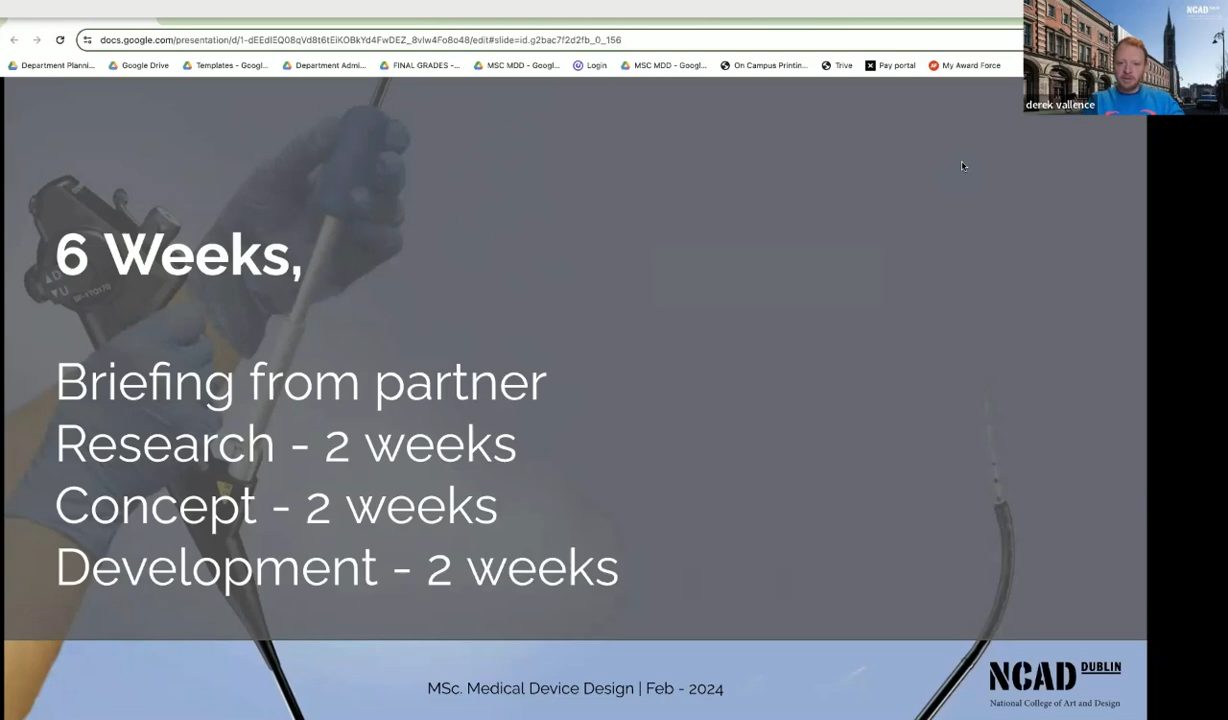 docs.google.com/presentation/d/1-dEEdIEQ08qVd8t6tEiKOBkYd4FwDEZ_8vIw4Fo8o48/edit#slide=id.g2bac7f2d2fb_0_156
Department Planni...
Google Drive
Templates - Googl...
Department Admi...
FINAL GRADES -...
MSC MDD - Googl...
Login
MSC MDD - Googl...
On Campus Printin...
Trive
Pay portal
My Award Force
NCAD DUBLIN
derek vallence
6 Weeks,
Briefing from partner
Research - 2 weeks
Concept - 2 weeks
Development - 2 weeks
MSc. Medical Device Design | Feb - 2024
NCAD DUBLIN
National College of Art and Design